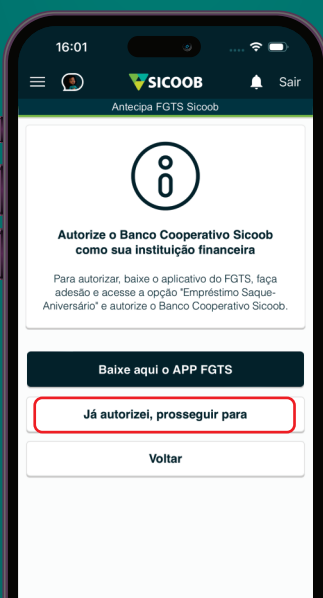 16:01
SICOOB
Sair
Antecipa FGTS Sicoob
Autorize o Banco Cooperativo Sicoob
como sua instituição financeira
Para autorizar, baixe o aplicativo do FGTS, faça
adesão e acesse a opção "Empréstimo Saque-
Aniversário" e autorize o Banco Cooperativo Sicoob.
Baixe aqui o APP FGTS
Já autorizei, prosseguir para
Voltar